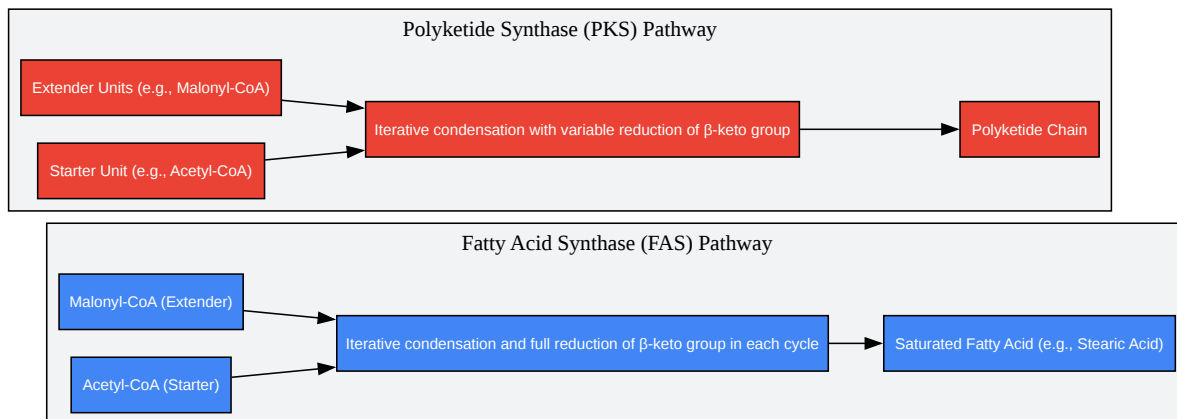 Polyketide Synthase (PKS) Pathway
Extender Units (e.g., Malonyl-CoA)
Iterative condensation with variable reduction of β-keto group
Polyketide Chain
Starter Unit (e.g., Acetyl-CoA)
Fatty Acid Synthase (FAS) Pathway
Malonyl-CoA (Extender)
Iterative condensation and full reduction of β-keto group in each cycle
Saturated Fatty Acid (e.g., Stearic Acid)
Acetyl-CoA (Starter)